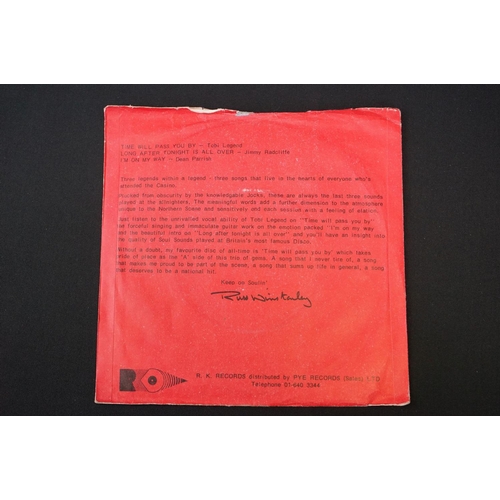 TIME WILL PASS YOU BY — Tobi Legend
LONG AFTER TONIGHT IS ALL OVER — Jimmy Radcliffe
I'M ON MY WAY — Dean Parrish
Three legends within a legend — three songs that live in the hearts of everyone who's
attended the Casino.
Plucked from obscurity by the knowledgable Jocks, these are always the last three sounds
played at the allnighters. The meaningful words add a further dimension to the atmosphere
unique to the Northern Scene and sensitively end each session with a feeling of elation.
Just listen to the unrivalled vocal ability of Tobi Legend on "Time will pass you by"
the forceful singing and immaculate guitar work on the emotion packed "I'm on my way"
and the beautiful intro on "Long after tonight is all over" and you'll have an insight into
the quality of Soul Sounds played at Britain's most famous Disco.
Without a doubt, my favourite disc of alltime is "Time will pass you by" which takes
pride of place as the 'A' side of this trio of gems. A song that I never tire of, a song
that makes me proud to be part of the scene, a song that sums up life in general, a song
that deserves to be a national hit.
Keep on Soulin'
Russ Winstanley
R. K. RECORDS distributed by PYE RECORDS (Sales) LTD
Telephone 01-640 3344